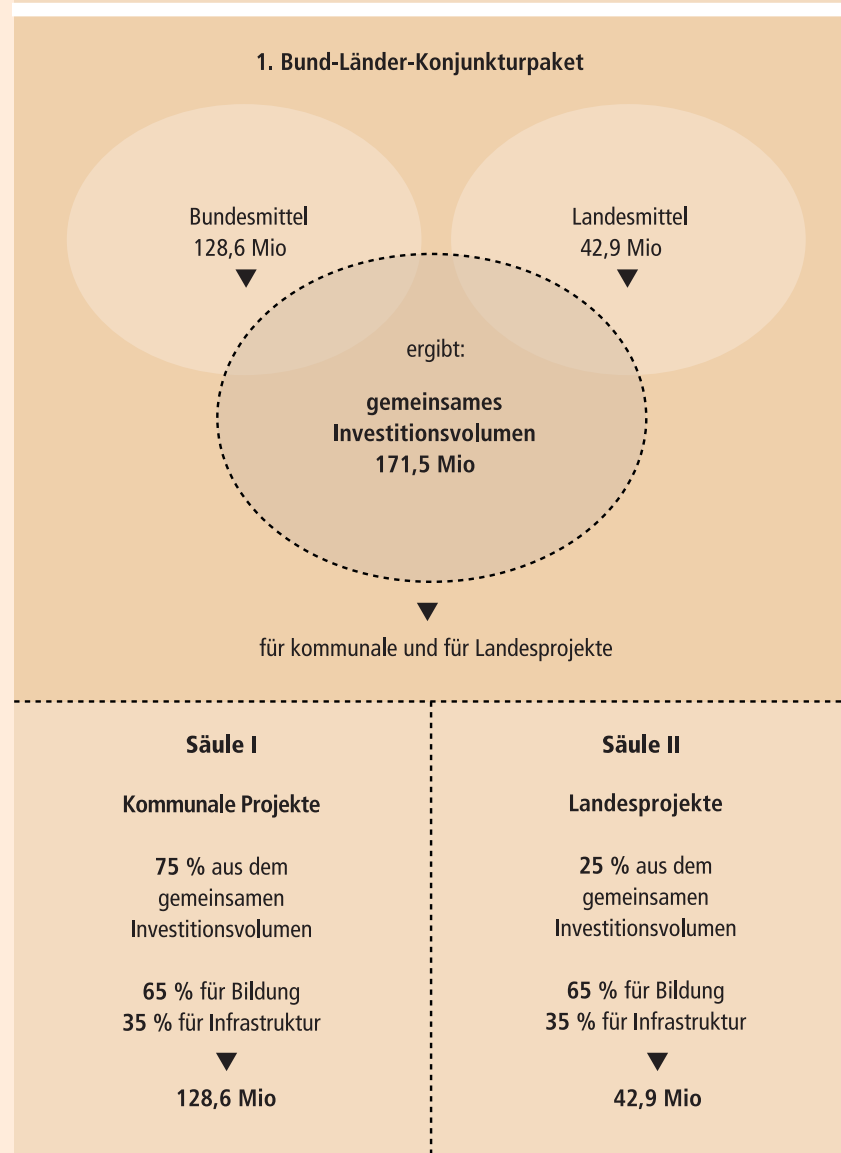 1. Bund-Länder-Konjunkturpaket
Bundesmittel
128,6 Mio
▼
Landesmittel
42,9 Mio
▼
ergibt:
gemeinsames
Investitionsvolumen
171,5 Mio
▼
für kommunale und für Landesprojekte
Säule I
Kommunale Projekte
75 % aus dem
gemeinsamen
Investitionsvolumen
65 % für Bildung
35 % für Infrastruktur
▼
128,6 Mio
Säule II
Landesprojekte
25 % aus dem
gemeinsamen
Investitionsvolumen
65 % für Bildung
35 % für Infrastruktur
▼
42,9 Mio